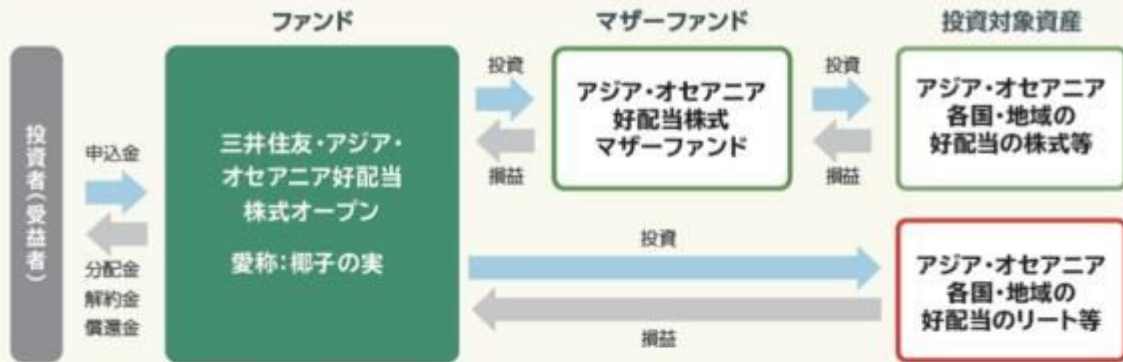 ファンド
マザーファンド
投資対象資産
投資者(受益者)
申込金
分配金
解約金
償還金
三井住友・アジア・
オセアニア好配当
株式オープン
愛称:椰子の実
投資
損益
アジア・オセアニア
好配当株式
マザーファンド
投資
損益
アジア・オセアニア
各国・地域の
好配当の株式等
投資
損益
アジア・オセアニア
各国・地域の
好配当のリート等